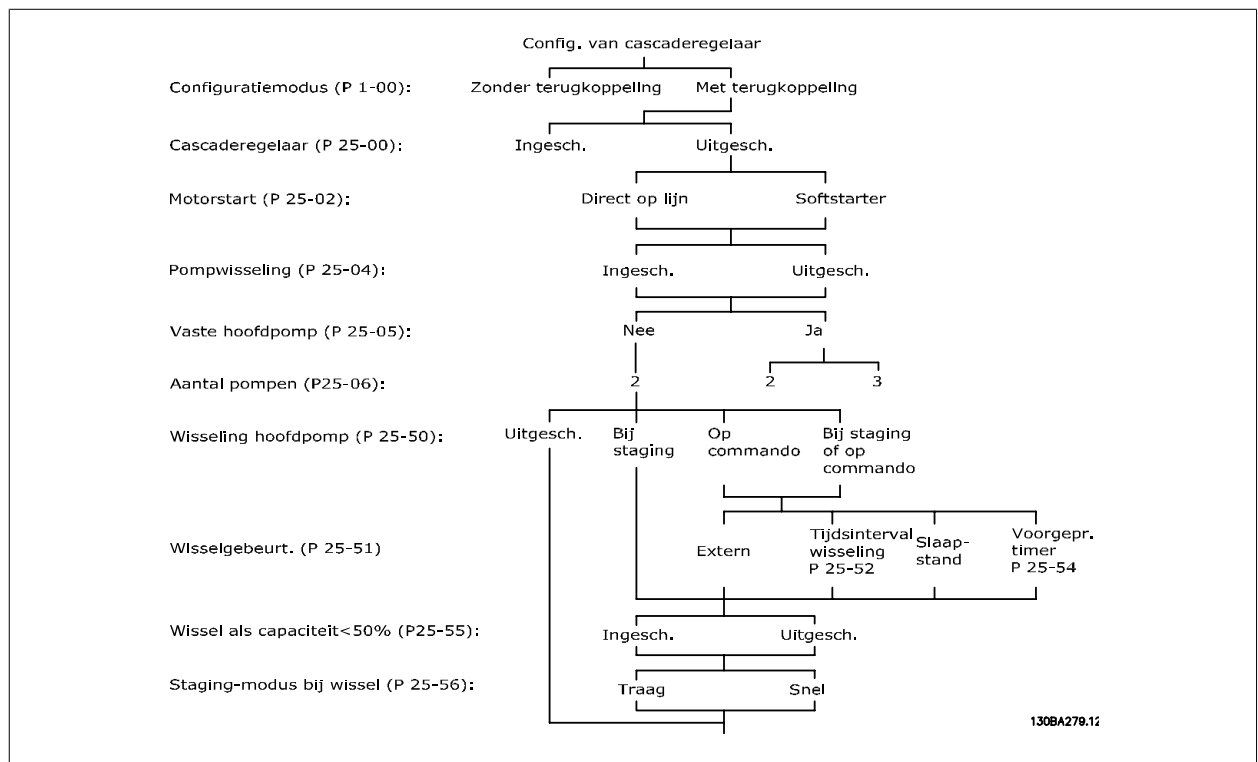 Config. van cascaderegelaar
Configuratiemodus (P 1-00): Zonder terugkoppelng Met terugkoppelng
Cascaderegelaar (P 25-00): Ingesch. Uitgesch.
Motorstart (P 25-02): Direct op lijn Softstarter
Pompwisseling (P 25-04): Ingesch. Uitgesch.
Vaste hoofdpomp (P 25-05): Nee Ja
Aantal pompen (P25-06): 2 2 3
Wisseling hoofdpomp (P 25-50): Uitgesch. Bij staging Op commando Bij staging of op commando
Wisselgebeurt. (P 25-51) Extern Tijdsinterval wisseling P 25-52 Slaap-stand Voorgepr. timer P 25-54
Wissel als capaciteit<50% (P25-55): Ingesch. Uitgesch.
Staging-modus bij wissel (P 25-56): Traag Snel
130BA279.12